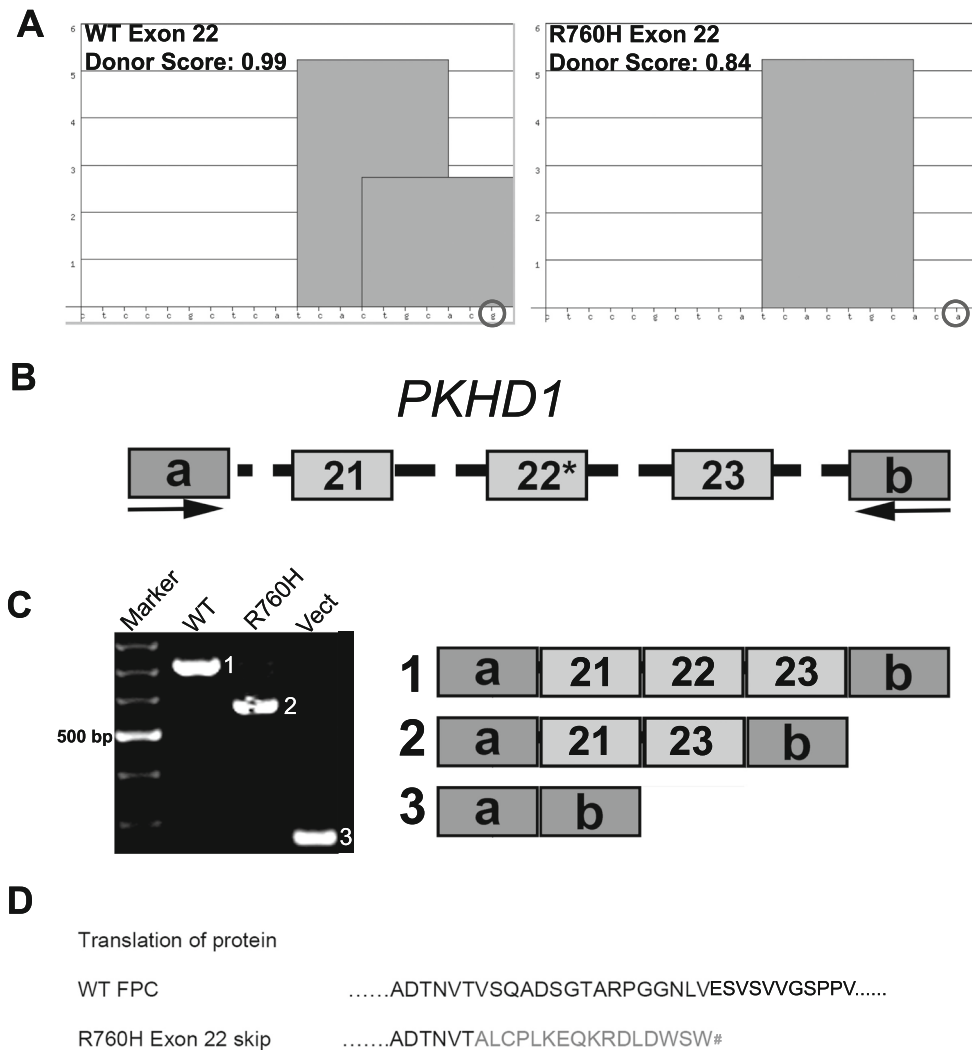 A
WT Exon 22
Donor Score: 0.99
6
5
4
3
2
1
c t c c c g c t c a t c a c t g c a c g
R760H Exon 22
Donor Score: 0.84
6
5
4
3
2
1
c t c c c g c t c a t c a c t g c a c a
B
PKHD1
a 21 22* 23 b
C
Marker WT R760H Vect
1
2
500 bp
3
1 a 21 22 23 b
2 a 21 23 b
3 a b
D
Translation of protein
WT FPC ......ADTNVTVSQADSGTARPGGNLVESVSVVGSPPV......
R760H Exon 22 skip .......ADTNVTALCPLKEQKRDLDWSW#